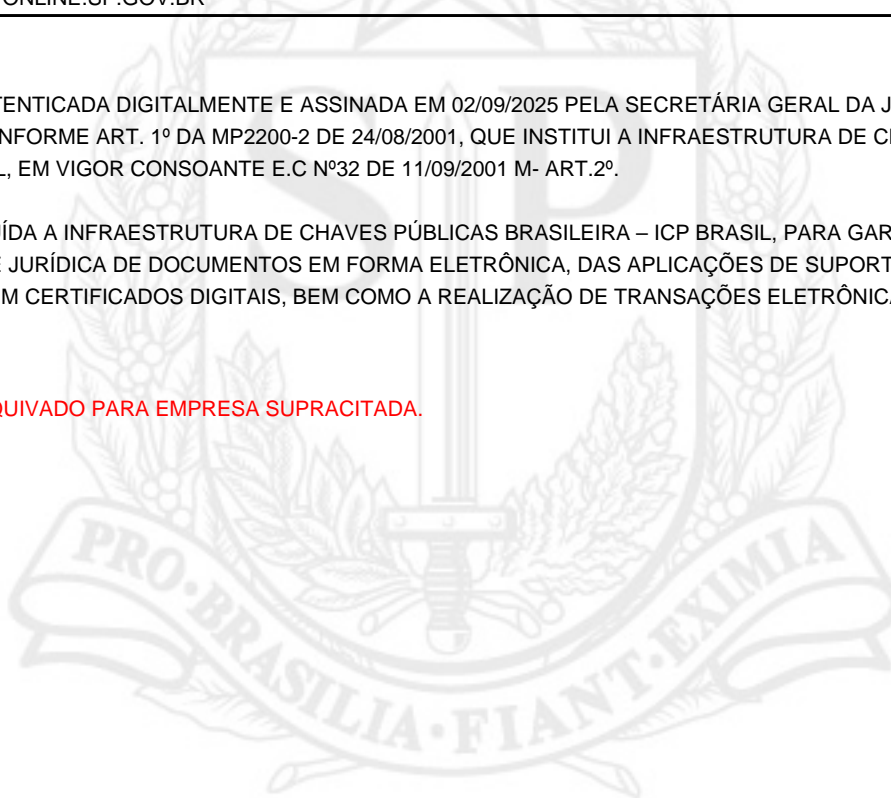 ONLINE.SP.GOV.BR
TENTICADA DIGITALMENTE E ASSINADA EM 02/09/2025 PELA SECRETÁRIA GERAL DA J
NFORME ART. 1º DA MP2200-2 DE 24/08/2001, QUE INSTITUI A INFRAESTRUTURA DE C
L, EM VIGOR CONSOANTE E.C Nº32 DE 11/09/2001 M- ART.2º.
ÍDA A INFRAESTRUTURA DE CHAVES PÚBLICAS BRASILEIRA – ICP BRASIL, PARA GAR
E JURÍDICA DE DOCUMENTOS EM FORMA ELETRÔNICA, DAS APLICAÇÕES DE SUPORT
M CERTIFICADOS DIGITAIS, BEM COMO A REALIZAÇÃO DE TRANSAÇÕES ELETRÔNICA
QUIVADO PARA EMPRESA SUPRACITADA.
SP
PRO·BRASILIA·FIANT·EXIMIA